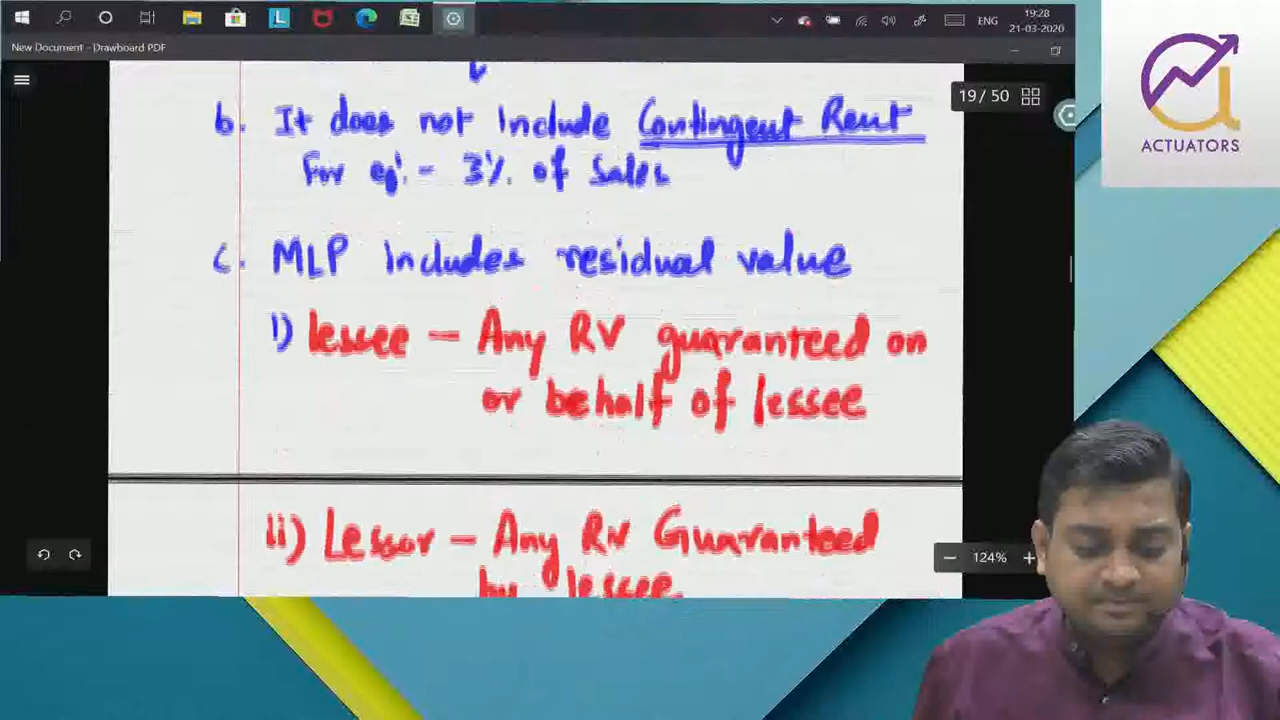 19:28
ENG
21-03-2020
New Document - Drawboard PDF
19 / 50
b. It does not include Contingent Rent
For eg:- 3% of sales
c. MLP includes residual value
i) lessee - Any RV guaranteed on
or behalf of lessee
ii) Lessor - Any RV Guaranteed
by lessee
124%
ACTUATORS